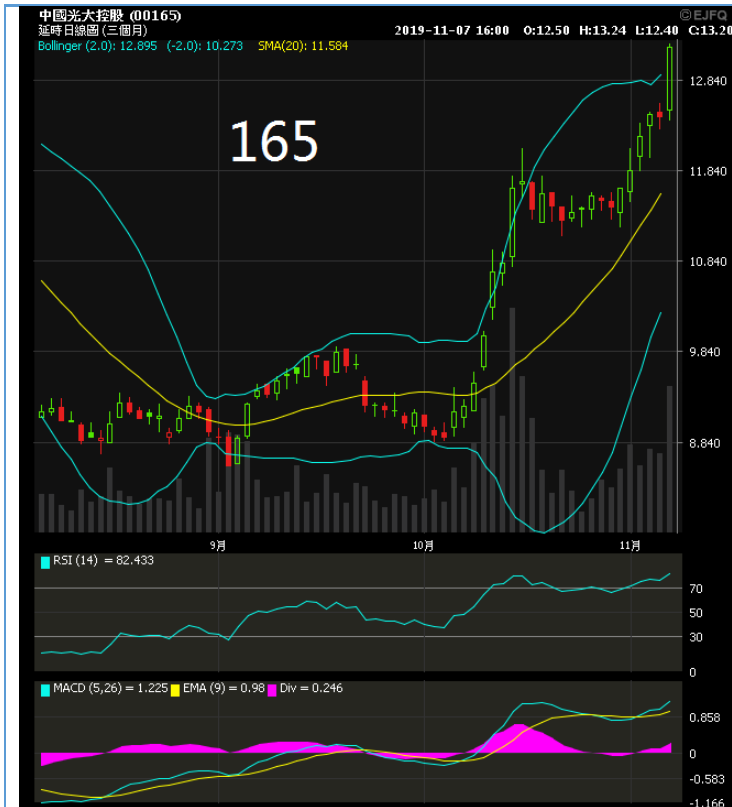 中國光大控股 (00165) ©EJFQ
延時日線圖 (三個月) 2019-11-07 16:00 O:12.50 H:13.24 L:12.40 C:13.20
Bollinger (2.0): 12.895 (-2.0): 10.273 SMA(20): 11.584
165
12.840
11.840
10.840
9.840
8.840
9月 10月 11月
RSI (14) = 82.433
70
50
30
0
MACD (5,26) = 1.225 EMA (9) = 0.98 Div = 0.246
0.858
0
-0.583
-1.166